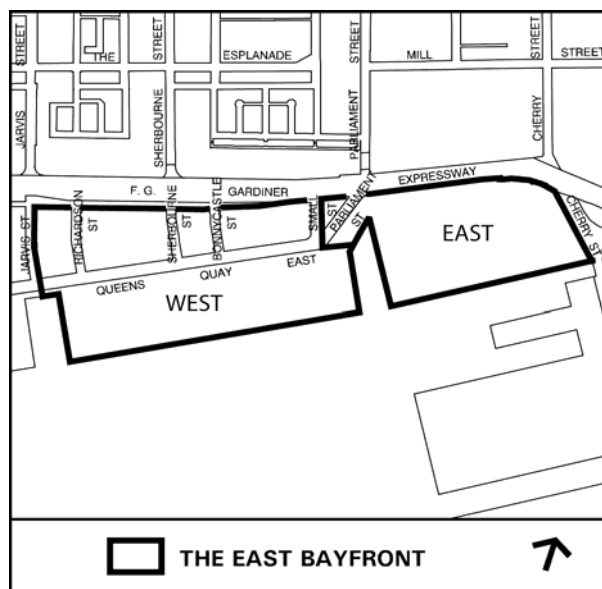 JARVIS STREET
THE ESPLANADE
SHERBOURNE STREET
PARLIAMENT STREET
MILL STREET
CHERRY STREET
F. G. GARDINER EXPRESSWAY
JARVIS ST
RICHARDSON ST
SHERBOURNE ST
BONNYCASTLE ST
SMALL ST
PARLIAMENT ST
CHERRY ST
QUEENS QUAY EAST
WEST
EAST
THE EAST BAYFRONT